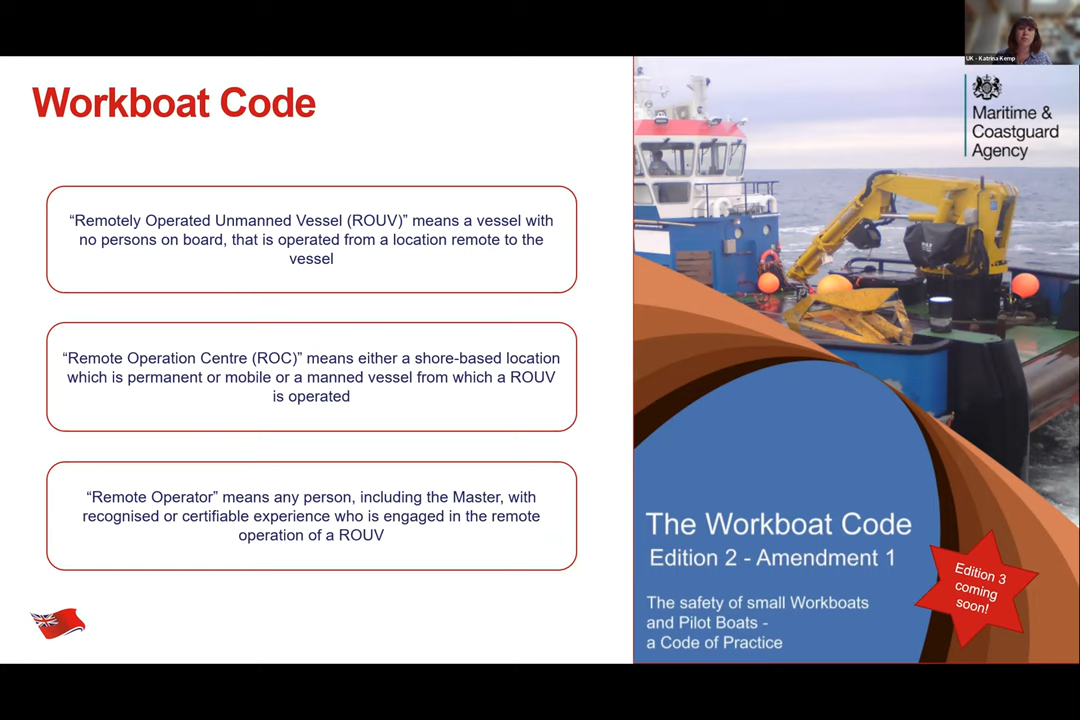 UK - Katrina Kemp
Workboat Code
Maritime &
Coastguard
Agency
“Remotely Operated Unmanned Vessel (ROUV)” means a vessel with
no persons on board, that is operated from a location remote to the
vessel
“Remote Operation Centre (ROC)” means either a shore-based location
which is permanent or mobile or a manned vessel from which a ROUV
is operated
“Remote Operator” means any person, including the Master, with
recognised or certifiable experience who is engaged in the remote
operation of a ROUV
The Workboat Code
Edition 2 - Amendment 1
Edition 3
coming
soon!
The safety of small Workboats
and Pilot Boats -
a Code of Practice